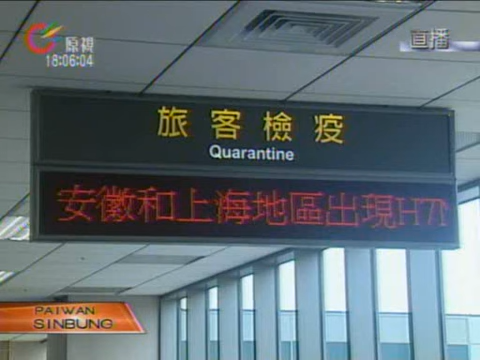 原視
直播
18:06:04
旅客檢疫
Quarantine
安徽和上海地區出現H7
PAIWAN
SINBUNG